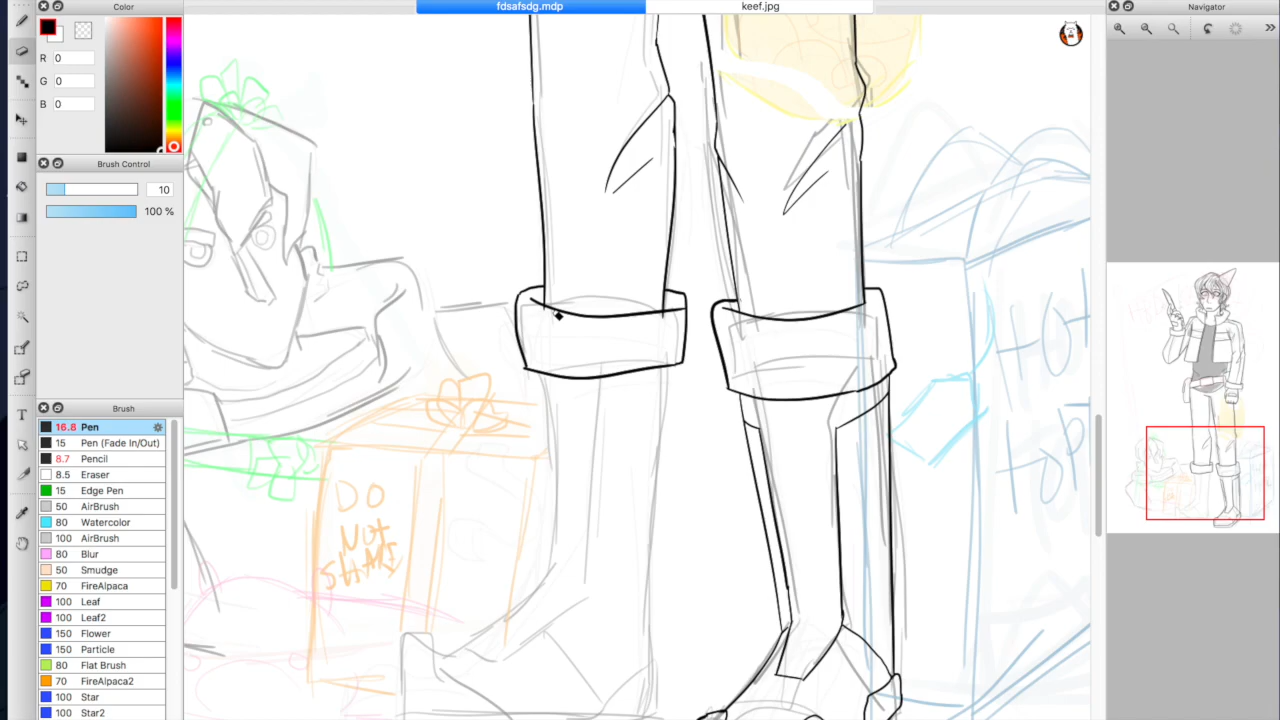 fdsafsdg.mdp
keef.jpg
Color
Navigator
R 0
G 0
B 0
Brush Control
10
100 %
Brush
16.8 Pen
15 Pen (Fade In/Out)
8.7 Pencil
8.5 Eraser
15 Edge Pen
50 AirBrush
80 Watercolor
100 AirBrush
80 Blur
50 Smudge
70 FireAlpaca
100 Leaf
100 Leaf2
150 Flower
150 Particle
80 Flat Brush
70 FireAlpaca2
100 Star
100 Star2
DO
NOT